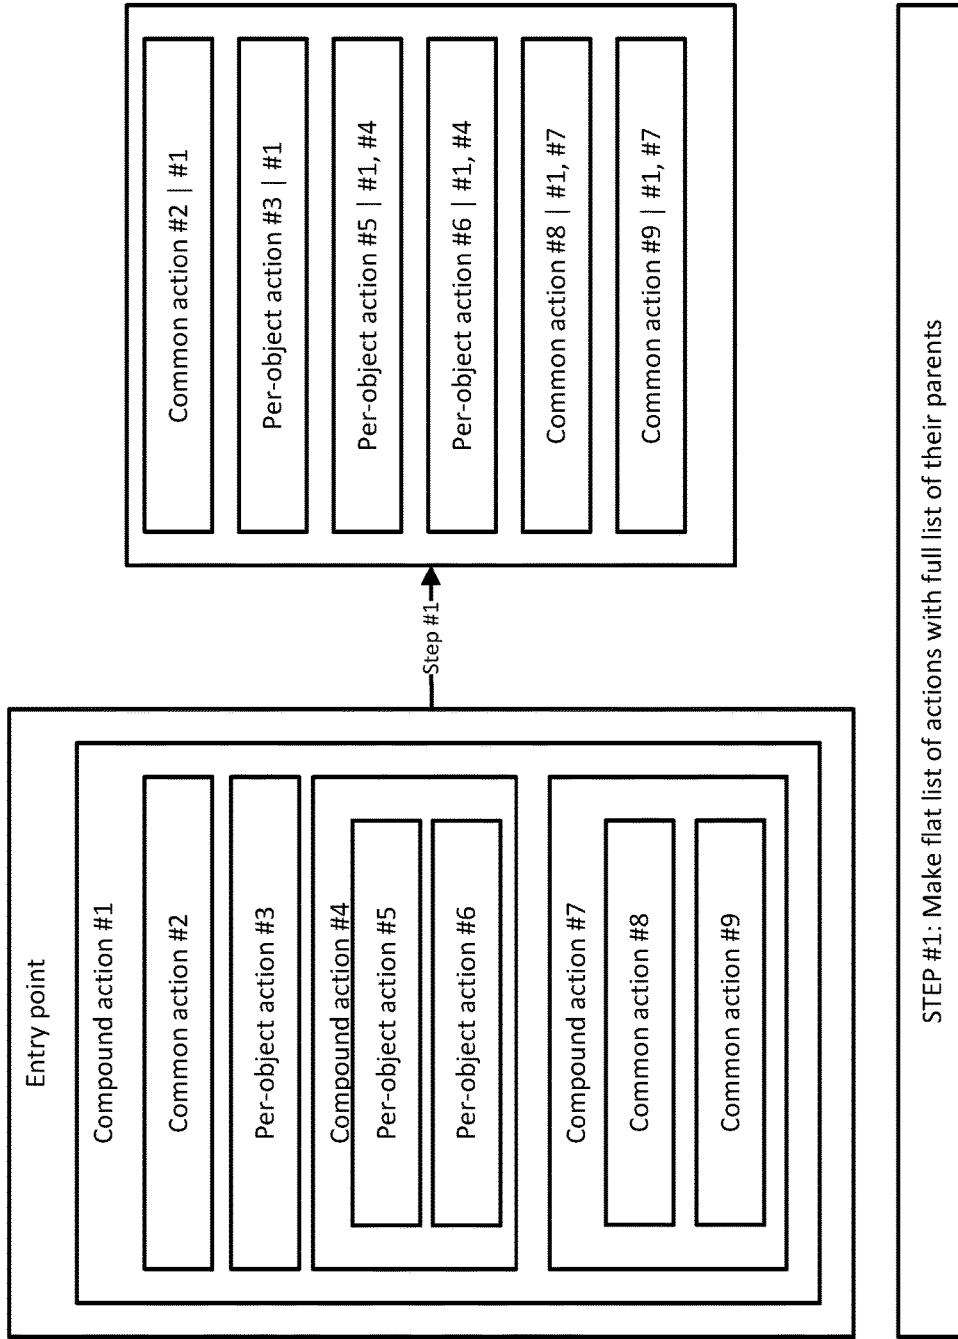 Entry point
Compound action #1
Common action #2
Per-object action #3
Compound action #4
Per-object action #5
Per-object action #6
Compound action #7
Common action #8
Common action #9
Step #1
Common action #2 | #1
Per-object action #3 | #1
Per-object action #5 | #1, #4
Per-object action #6 | #1, #4
Common action #8 | #1, #7
Common action #9 | #1, #7
STEP #1: Make flat list of actions with full list of their parents